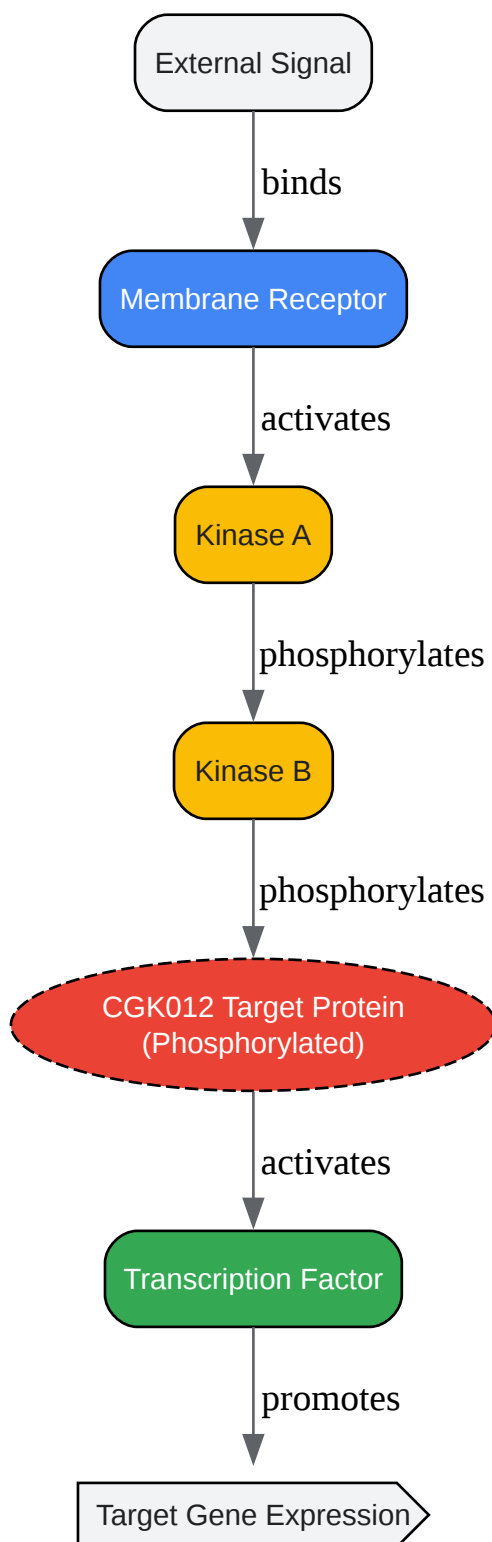 External Signal
binds
Membrane Receptor
activates
Kinase A
phosphorylates
Kinase B
phosphorylates
CGK012 Target Protein
(Phosphorylated)
activates
Transcription Factor
promotes
Target Gene Expression